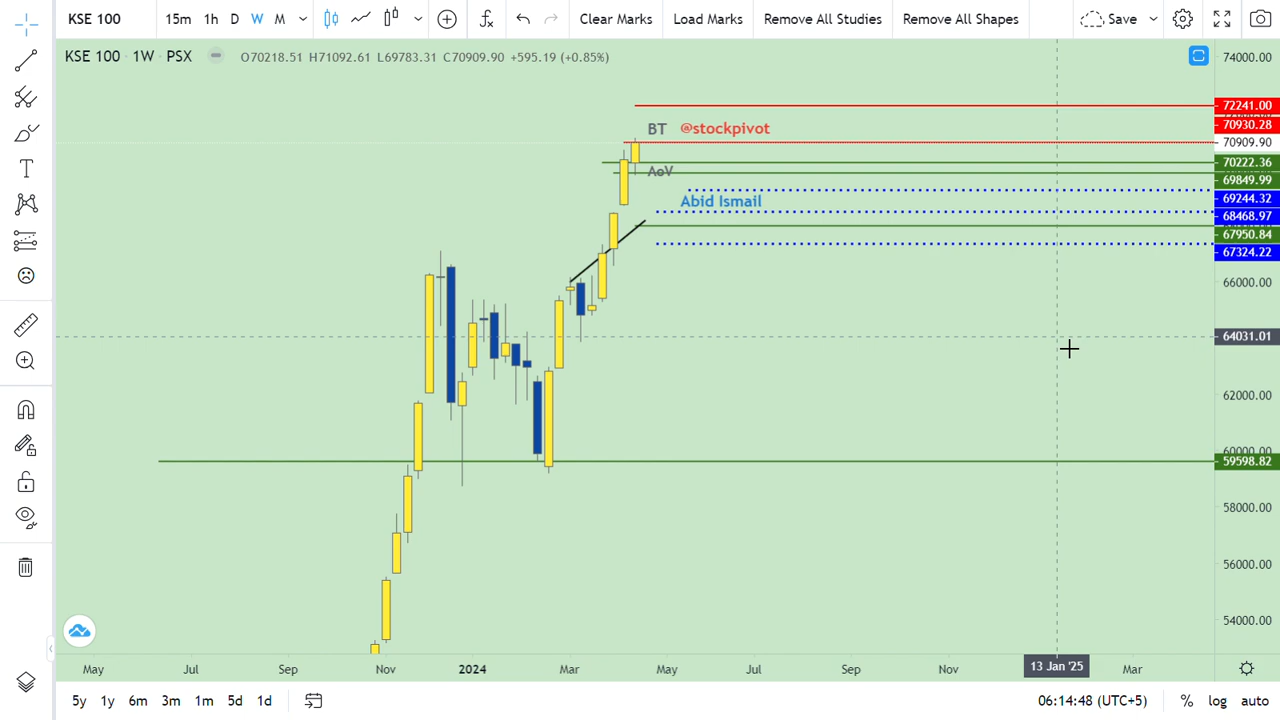 KSE 100 15m 1h D W M Clear Marks Load Marks Remove All Studies Remove All Shapes Save
KSE 100 · 1W · PSX O70218.51 H71092.61 L69783.31 C70909.90 +595.19 (+0.85%)
74000.00
72241.00
BT @stockpivot
70930.28
70909.90
70222.36
AoV
69849.99
Abid Ismail
69244.32
68468.97
67950.84
67324.22
66000.00
64031.01
62000.00
60000.00
59598.82
58000.00
56000.00
54000.00
May Jul Sep Nov 2024 Mar May Jul Sep Nov 13 Jan '25 Mar
5y 1y 6m 3m 1m 5d 1d 06:14:48 (UTC+5) % log auto